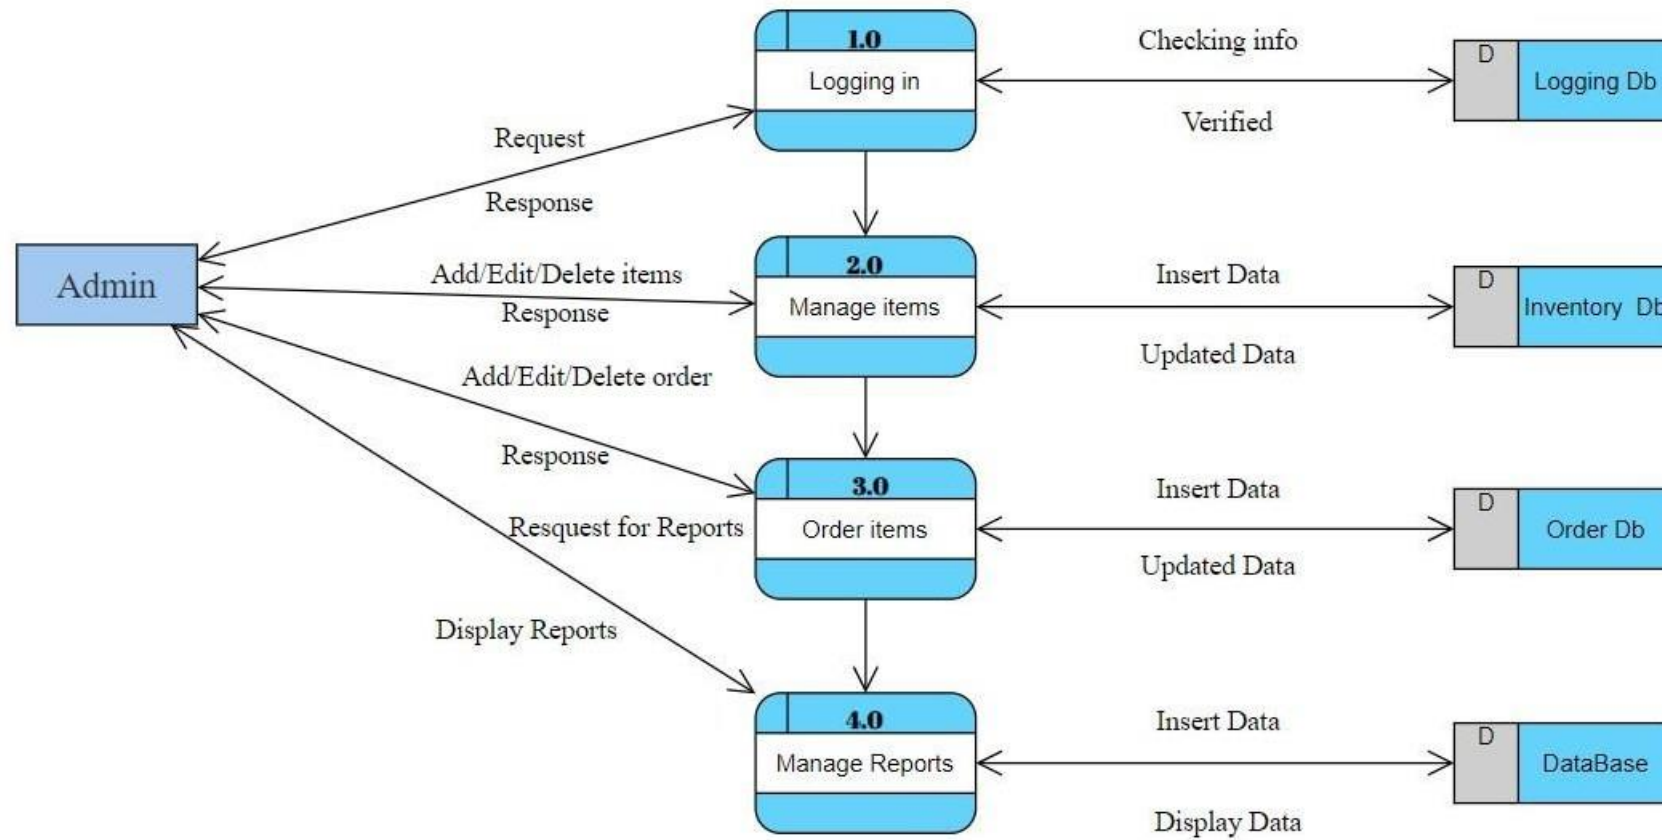 1.0
Logging in
Checking info
Verified
D
Logging Db
Request
Response
Admin
Add/Edit/Delete items
Response
2.0
Manage items
Insert Data
Updated Data
D
Inventory Db
Add/Edit/Delete order
Response
3.0
Order items
Insert Data
Updated Data
D
Order Db
Resquest for Reports
Display Reports
4.0
Manage Reports
Insert Data
Display Data
D
DataBase